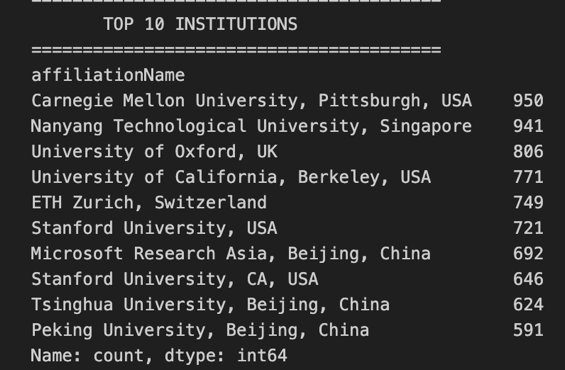 ========================================
TOP 10 INSTITUTIONS
========================================
affiliationName
Carnegie Mellon University, Pittsburgh, USA    950
Nanyang Technological University, Singapore    941
University of Oxford, UK    806
University of California, Berkeley, USA    771
ETH Zurich, Switzerland    749
Stanford University, USA    721
Microsoft Research Asia, Beijing, China    692
Stanford University, CA, USA    646
Tsinghua University, Beijing, China    624
Peking University, Beijing, China    591
Name: count, dtype: int64